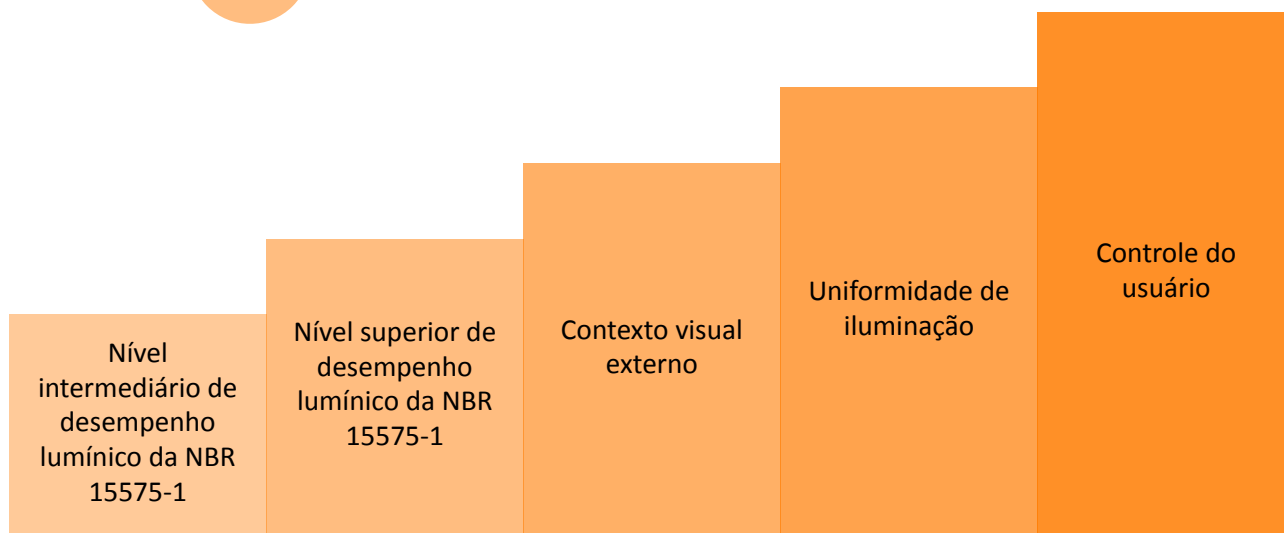 Nível
intermediário de
desempenho
lumínico da NBR
15575-1
Nível superior de
desempenho
lumínico da NBR
15575-1
Contexto visual
externo
Uniformidade de
iluminação
Controle do
usuário